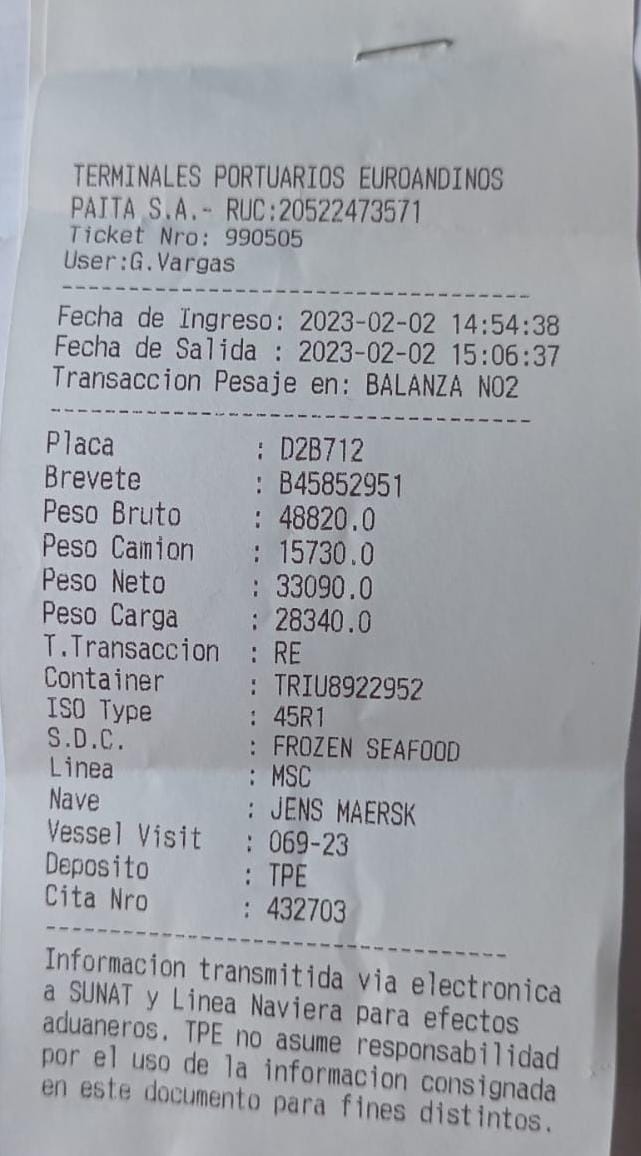 TERMINALES PORTUARIOS EUROANDINOS
PAITA S.A.- RUC:20522473571
Ticket Nro: 990505
User:G.Vargas
------------------------------------
Fecha de Ingreso: 2023-02-02 14:54:38
Fecha de Salida : 2023-02-02 15:06:37
Transaccion Pesaje en: BALANZA NO2
------------------------------------
Placa : D2B712
Brevete : B45852951
Peso Bruto : 48820.0
Peso Camion : 15730.0
Peso Neto : 33090.0
Peso Carga : 28340.0
T.Transaccion : RE
Container : TRIU8922952
ISO Type : 45R1
S.D.C. : FROZEN SEAFOOD
Linea : MSC
Nave : JENS MAERSK
Vessel Visit : 069-23
Deposito : TPE
Cita Nro : 432703
------------------------------------
Informacion transmitida via electronica
a SUNAT y Linea Naviera para efectos
aduaneros. TPE no asume responsabilidad
por el uso de la informacion consignada
en este documento para fines distintos.